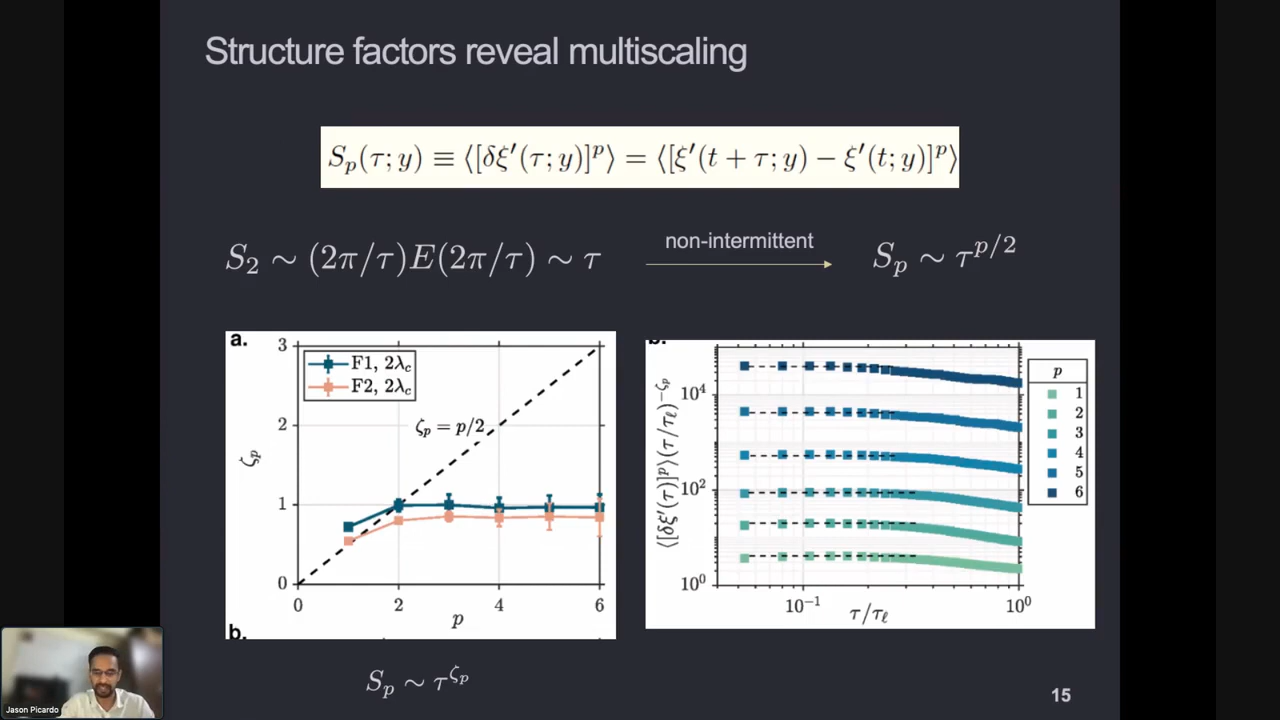 Structure factors reveal multiscaling
S_p(τ; y) ≡ ⟨[δξ′(τ; y)]^p⟩ = ⟨[ξ′(t + τ; y) − ξ′(t; y)]^p⟩
S_2 ∼ (2π/τ)E(2π/τ) ∼ τ
non-intermittent
S_p ∼ τ^{p/2}
a.
F1, 2λ_c
F2, 2λ_c
ζ_p = p/2
ζ_p
3
2
1
0
0 2 4 6
p
b.
b.
⟨[δξ′(τ)]^p⟩(τ/τ_ℓ)^{−ζ_p}
10^4
10^2
10^0
10^{−1} 10^0
τ/τ_ℓ
p
1
2
3
4
5
6
S_p ∼ τ^{ζ_p}
15
Jason Picardo